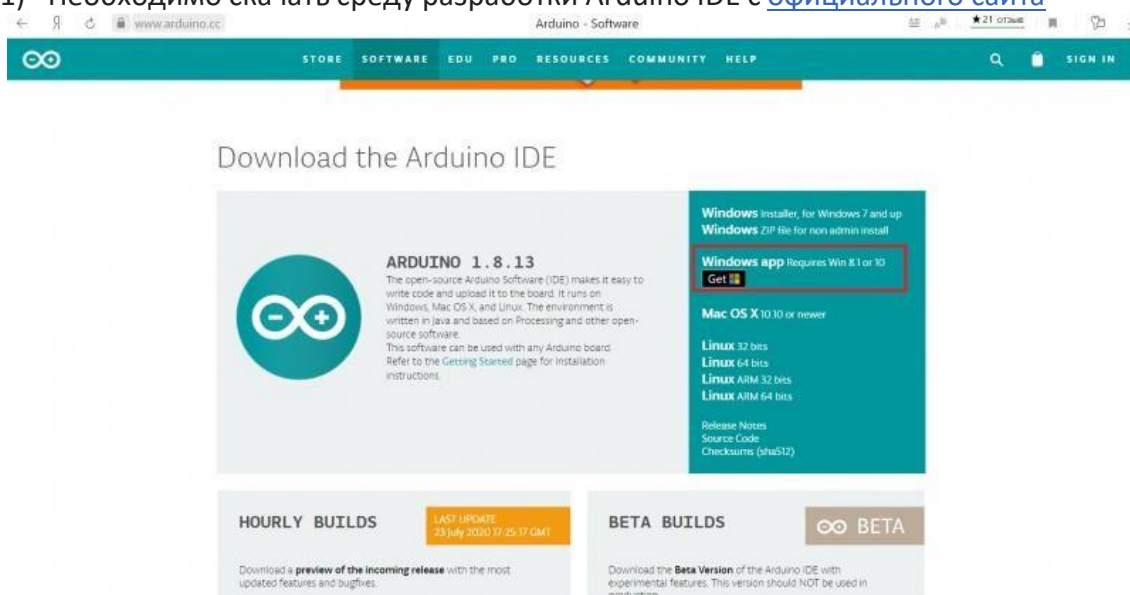 1) Необходимо скачать среду разработки Arduino IDE с официального сайта
www.arduino.cc
Arduino - Software
★21 отзыв
STORE SOFTWARE EDU PRO RESOURCES COMMUNITY HELP
SIGN IN
Download the Arduino IDE
ARDUINO 1.8.13
The open-source Arduino Software (IDE) makes it easy to
write code and upload it to the board. It runs on
Windows, Mac OS X, and Linux. The environment is
written in Java and based on Processing and other open-
source software.
This software can be used with any Arduino board.
Refer to the Getting Started page for Installation
instructions.
Windows Installer, for Windows 7 and up
Windows ZIP file for non admin install
Windows app Requires Win 8.1 or 10
Get
Mac OS X 10.10 or newer
Linux 32 bits
Linux 64 bits
Linux ARM 32 bits
Linux ARM 64 bits
Release Notes
Source Code
Checksums (sha512)
HOURLY BUILDS
LAST UPDATE
23 July 2020 17:25:17 GMT
Download a preview of the incoming release with the most
updated features and bugfixes.
BETA BUILDS
BETA
Download the Beta Version of the Arduino IDE with
experimental features. This version should NOT be used in
production.